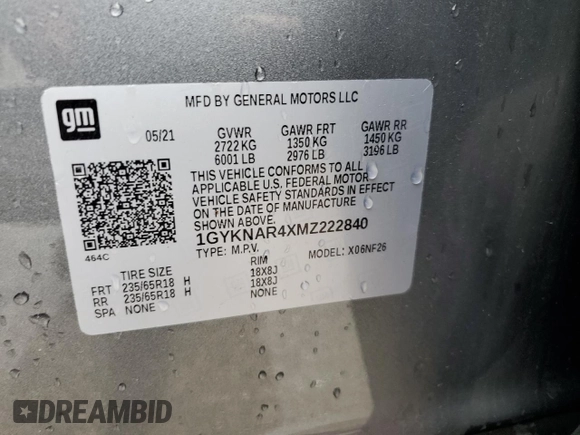 gm
MFD BY GENERAL MOTORS LLC
05/21 GVWR GAWR FRT GAWR RR
2722 KG 1350 KG 1450 KG
6001 LB 2976 LB 3196 LB
THIS VEHICLE CONFORMS TO ALL
APPLICABLE U.S. FEDERAL MOTOR
VEHICLE SAFETY STANDARDS IN EFFECT
ON THE DATE OF MANUFACTURE
SHOWN ABOVE.
464C
1GYKNAR4XMZ222840
TYPE: M.P.V. MODEL: X06NF26
TIRE SIZE RIM
FRT 235/65R18 H 18X8J
RR 235/65R18 H 18X8J
SPA NONE NONE
DREAMBID